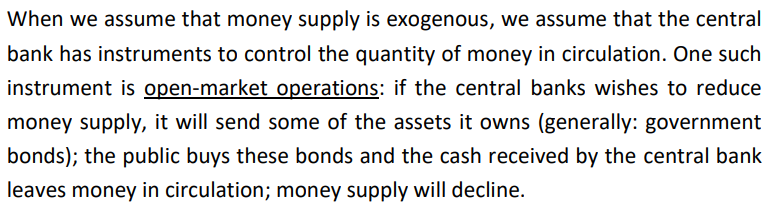 When we assume that money supply is exogenous, we assume that the central
bank has instruments to control the quantity of money in circulation. One such
instrument is open-market operations: if the central banks wishes to reduce
money supply, it will send some of the assets it owns (generally: government
bonds); the public buys these bonds and the cash received by the central bank
leaves money in circulation; money supply will decline.